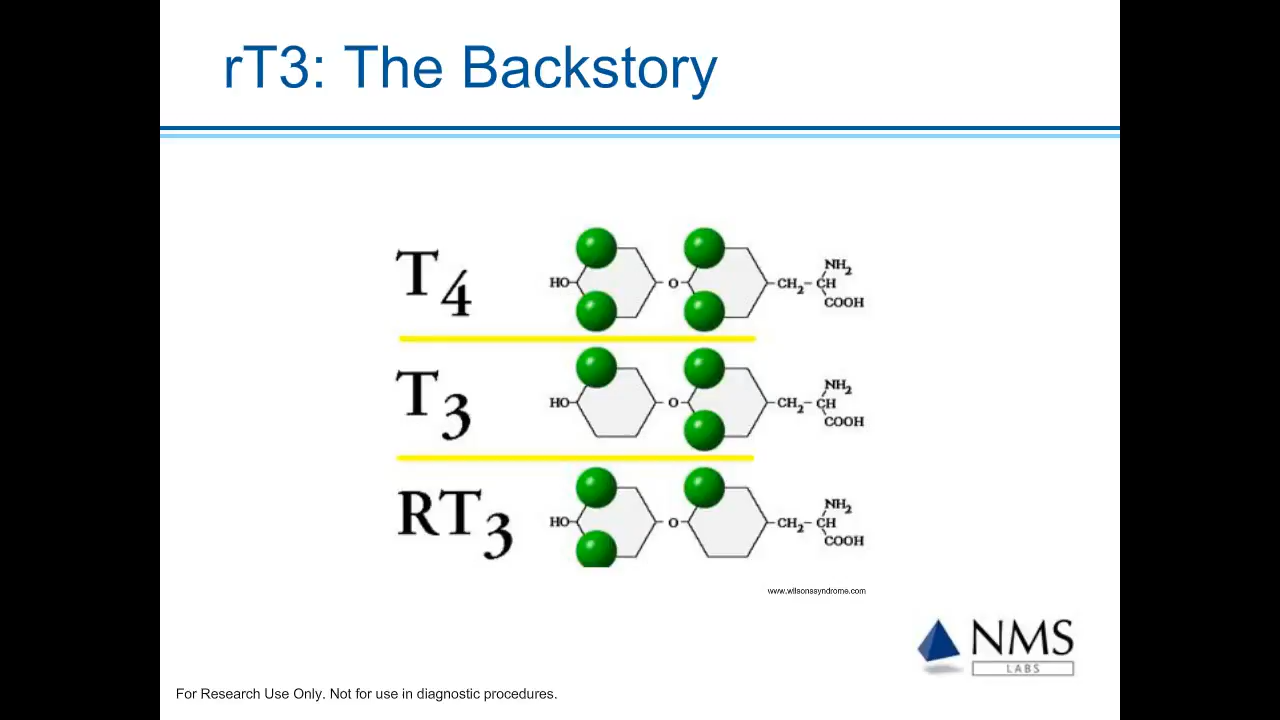 rT3: The Backstory
T4
HO
O
CH2
CH
NH2
COOH
T3
HO
O
CH2
CH
NH2
COOH
RT3
HO
O
CH2
CH
NH2
COOH
www.wilsonssyndrome.com
NMS
LABS
For Research Use Only. Not for use in diagnostic procedures.